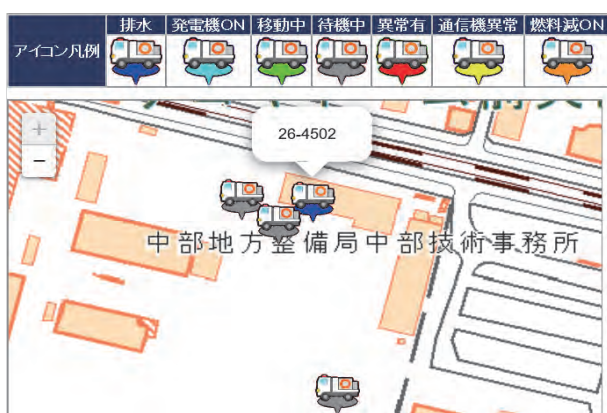 アイコン凡例
排水 発電機ON 移動中 待機中 異常有 通信機異常 燃料減ON
+
−
26-4502
中部地方整備局中部技術事務所